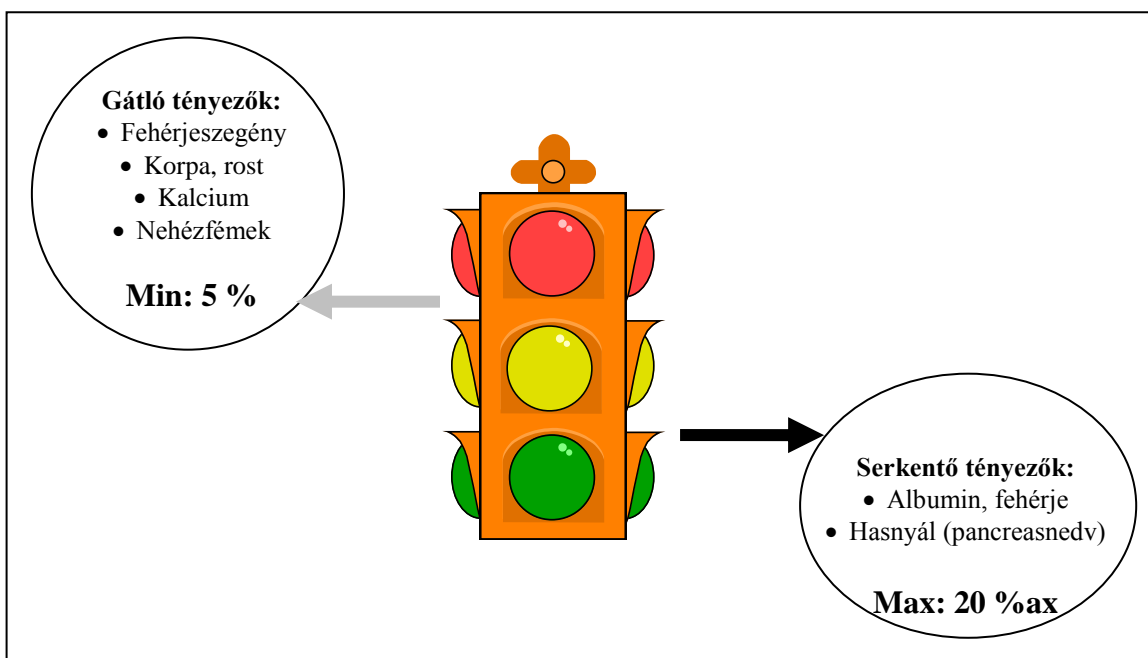 Gátló tényezők:
• Fehérjeszegény
• Korpa, rost
• Kalcium
• Nehézfémek
Min: 5 %
Serkentő tényezők:
• Albumin, fehérje
• Hasnyál (pancreasnedv)
Max: 20 %ax